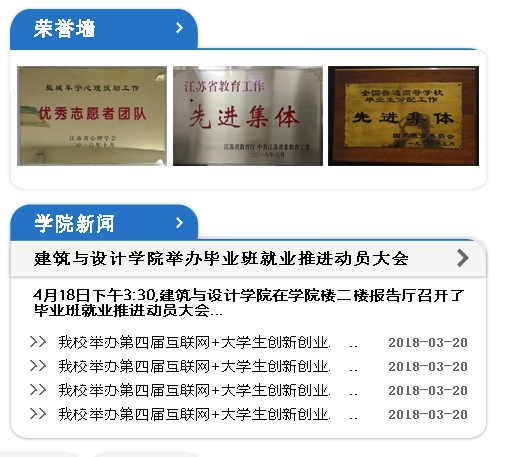 荣誉墙
盐城阜宁心理援助工作
优秀志愿者团队
江苏省心理学会
二〇一六年十月
江苏省教育工作
先进集体
江苏省教育厅 中共江苏省委教育工委
二〇一六年六月
全国普通高等学校
毕业生分配工作
先进集体
国家教育委员会
学院新闻
建筑与设计学院举办毕业班就业推进动员大会
4月18日下午3:30,建筑与设计学院在学院楼二楼报告厅召开了
毕业班就业推进动员大会...
我校举办第四届互联网+大学生创新创业. .. 2018-03-20
我校举办第四届互联网+大学生创新创业. .. 2018-03-20
我校举办第四届互联网+大学生创新创业. .. 2018-03-20
我校举办第四届互联网+大学生创新创业. .. 2018-03-20